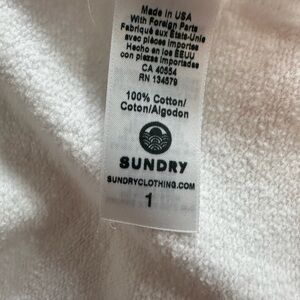 Made in USA
With Foreign Parts
Fabriqué aux États-Unis
avec pièces importes
Hecho en los EEUU
con piezas importadas
CA 40554
RN 134579
100% Cotton/
Coton/Algodon
SUNDRY
SUNDRYCLOTHING.COM
1